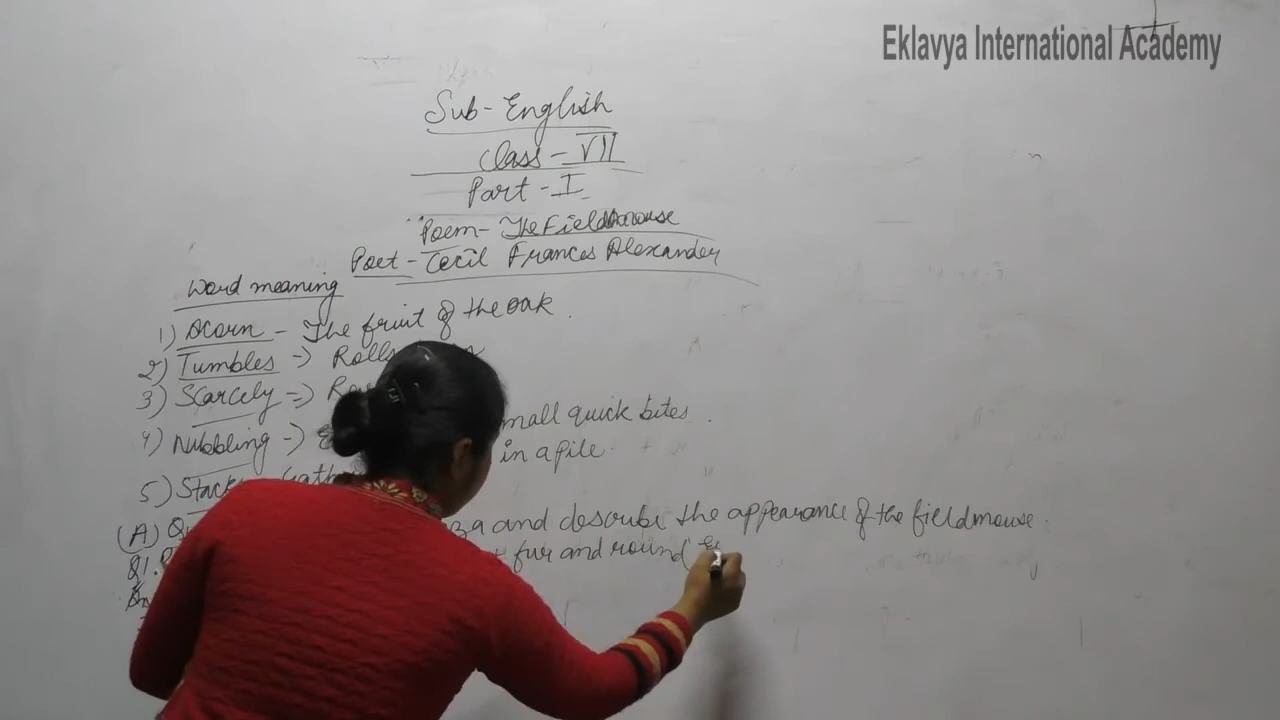 Eklavya International Academy
Sub- English
Class - VII
Part - I
Poem- The Fieldmouse
Poet - Cecil Frances Alexander
Word meaning
1) Acorn - The fruit of the oak.
2) Tumbles -> Rolls
3) Scarcely =>
4) Nibbling -> small quick bites.
5) Stack in a pile.
(A) and describe the appearance of the fieldmouse.
Q1. fur and round